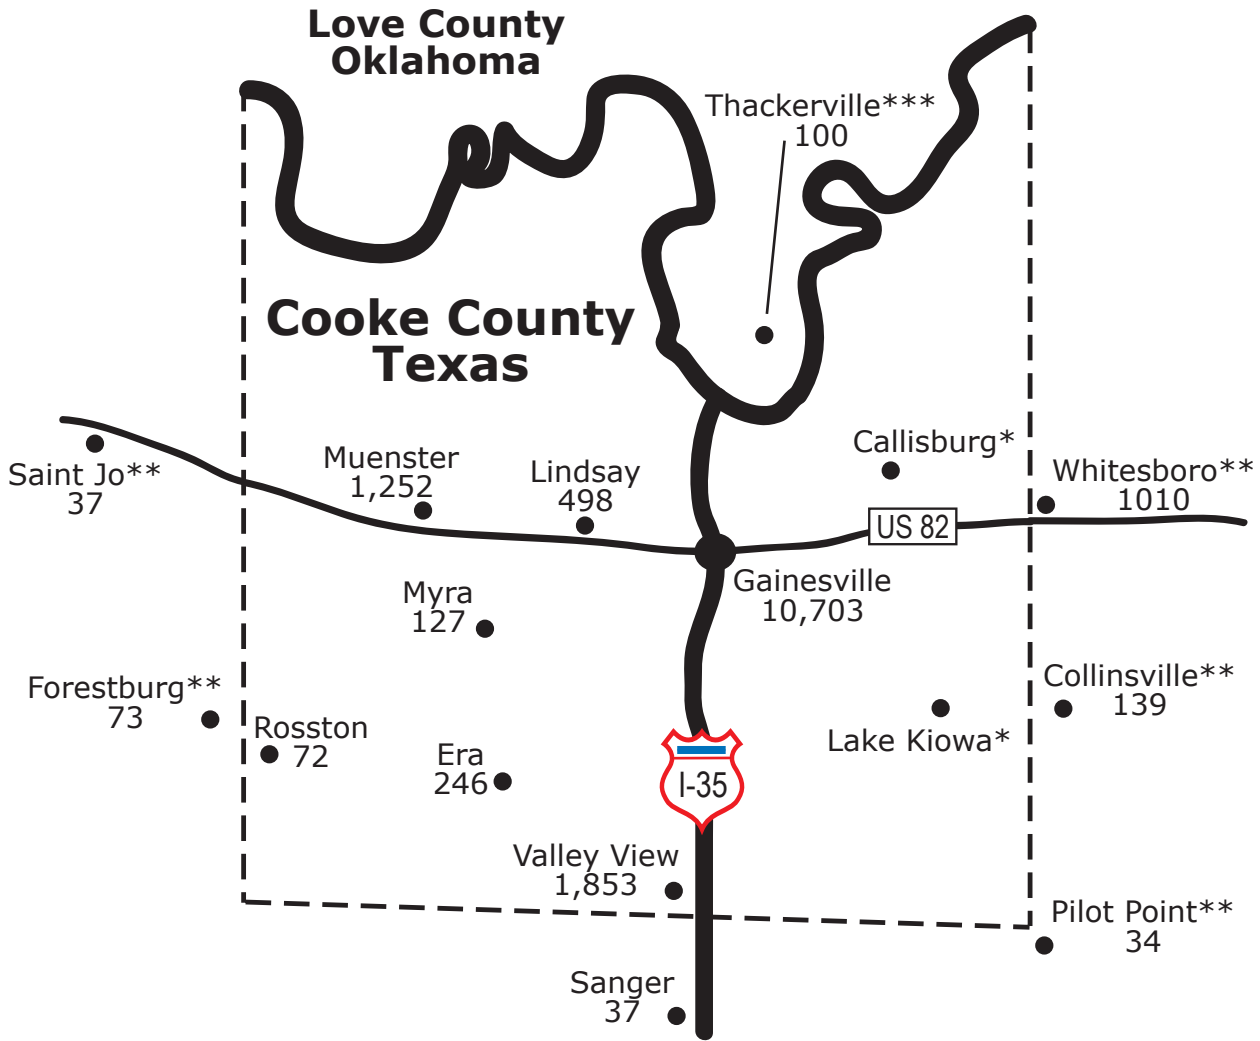 Love County
Oklahoma
Thackerville***
100
Cooke County
Texas
Saint Jo**
37
Muenster
1,252
Lindsay
498
Callisburg*
Whitesboro**
1010
US 82
Gainesville
10,703
Myra
127
Forestburg**
73
Rosston
72
Era
246
Collinsville**
139
Lake Kiowa*
I-35
Valley View
1,853
Pilot Point**
34
Sanger
37